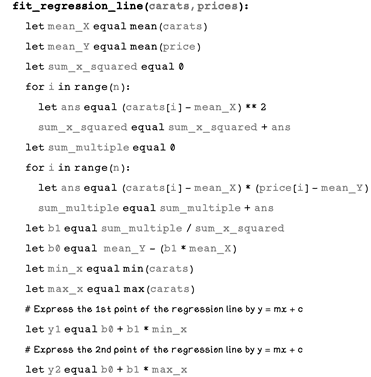 fit_regression_line(carats,prices):
let mean_X equal mean(carats)
let mean_Y equal mean(price)
let sum_x_squared equal 0
for i in range(n):
let ans equal (carats[i]-mean_X) ** 2
sum_x_squared equal sum_x_squared + ans
let sum_multiple equal 0
for i in range(n):
let ans equal (carats[i]-mean_X) * (price[i]-mean_Y)
sum_multiple equal sum_multiple + ans
let b1 equal sum_multiple / sum_x_squared
let b0 equal mean_Y - (b1 * mean_X)
let min_x equal min(carats)
let max_x equal max(carats)
# Express the 1st point of the regression line by y = mx + c
let y1 equal b0 + b1 * min_x
# Express the 2nd point of the regression line by y = mx + c
let y2 equal b0 + b1 * max_x